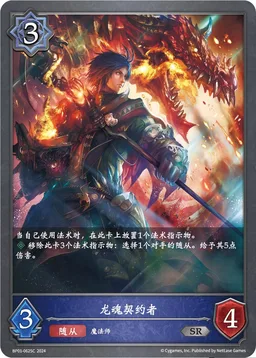 3
当自己使用法术时，在此卡上放置1个法术指示物。
移除此卡3个法术指示物：选择1个对手的随从。给予其5点
伤害。
龙魂契约者
3
随从 魔法师
SR
4
BP01-062SC 2024
© Cygames, Inc. Published by NetEase Games